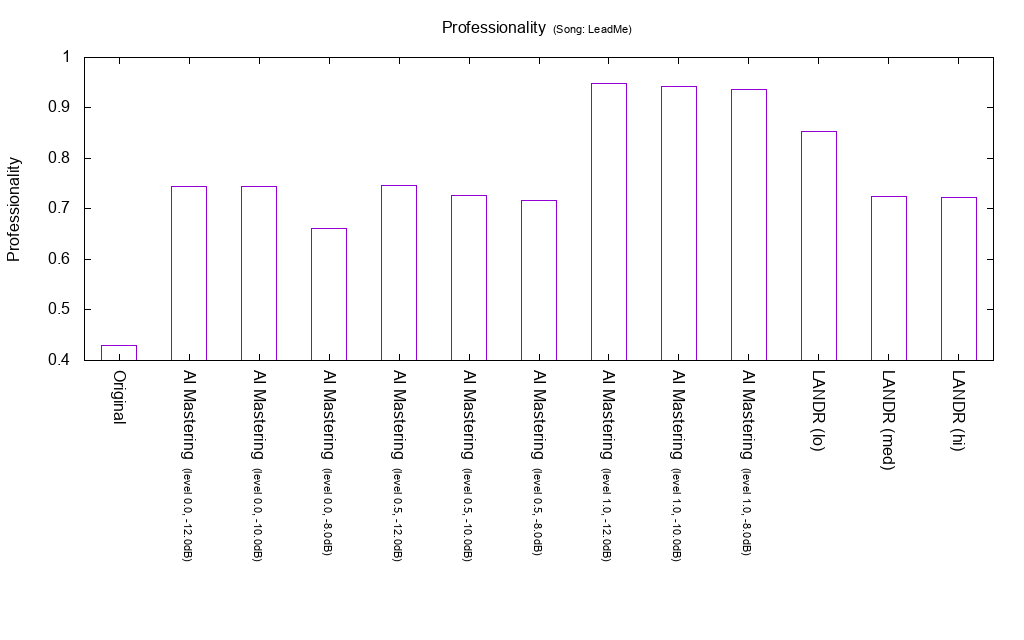 Professionality (Song: LeadMe)
Professionality
1
0.9
0.8
0.7
0.6
0.5
0.4
Original
AI Mastering (level 0.0, -12.0dB)
AI Mastering (level 0.0, -10.0dB)
AI Mastering (level 0.0, -8.0dB)
AI Mastering (level 0.5, -12.0dB)
AI Mastering (level 0.5, -10.0dB)
AI Mastering (level 0.5, -8.0dB)
AI Mastering (level 1.0, -12.0dB)
AI Mastering (level 1.0, -10.0dB)
AI Mastering (level 1.0, -8.0dB)
LANDR (lo)
LANDR (med)
LANDR (hi)